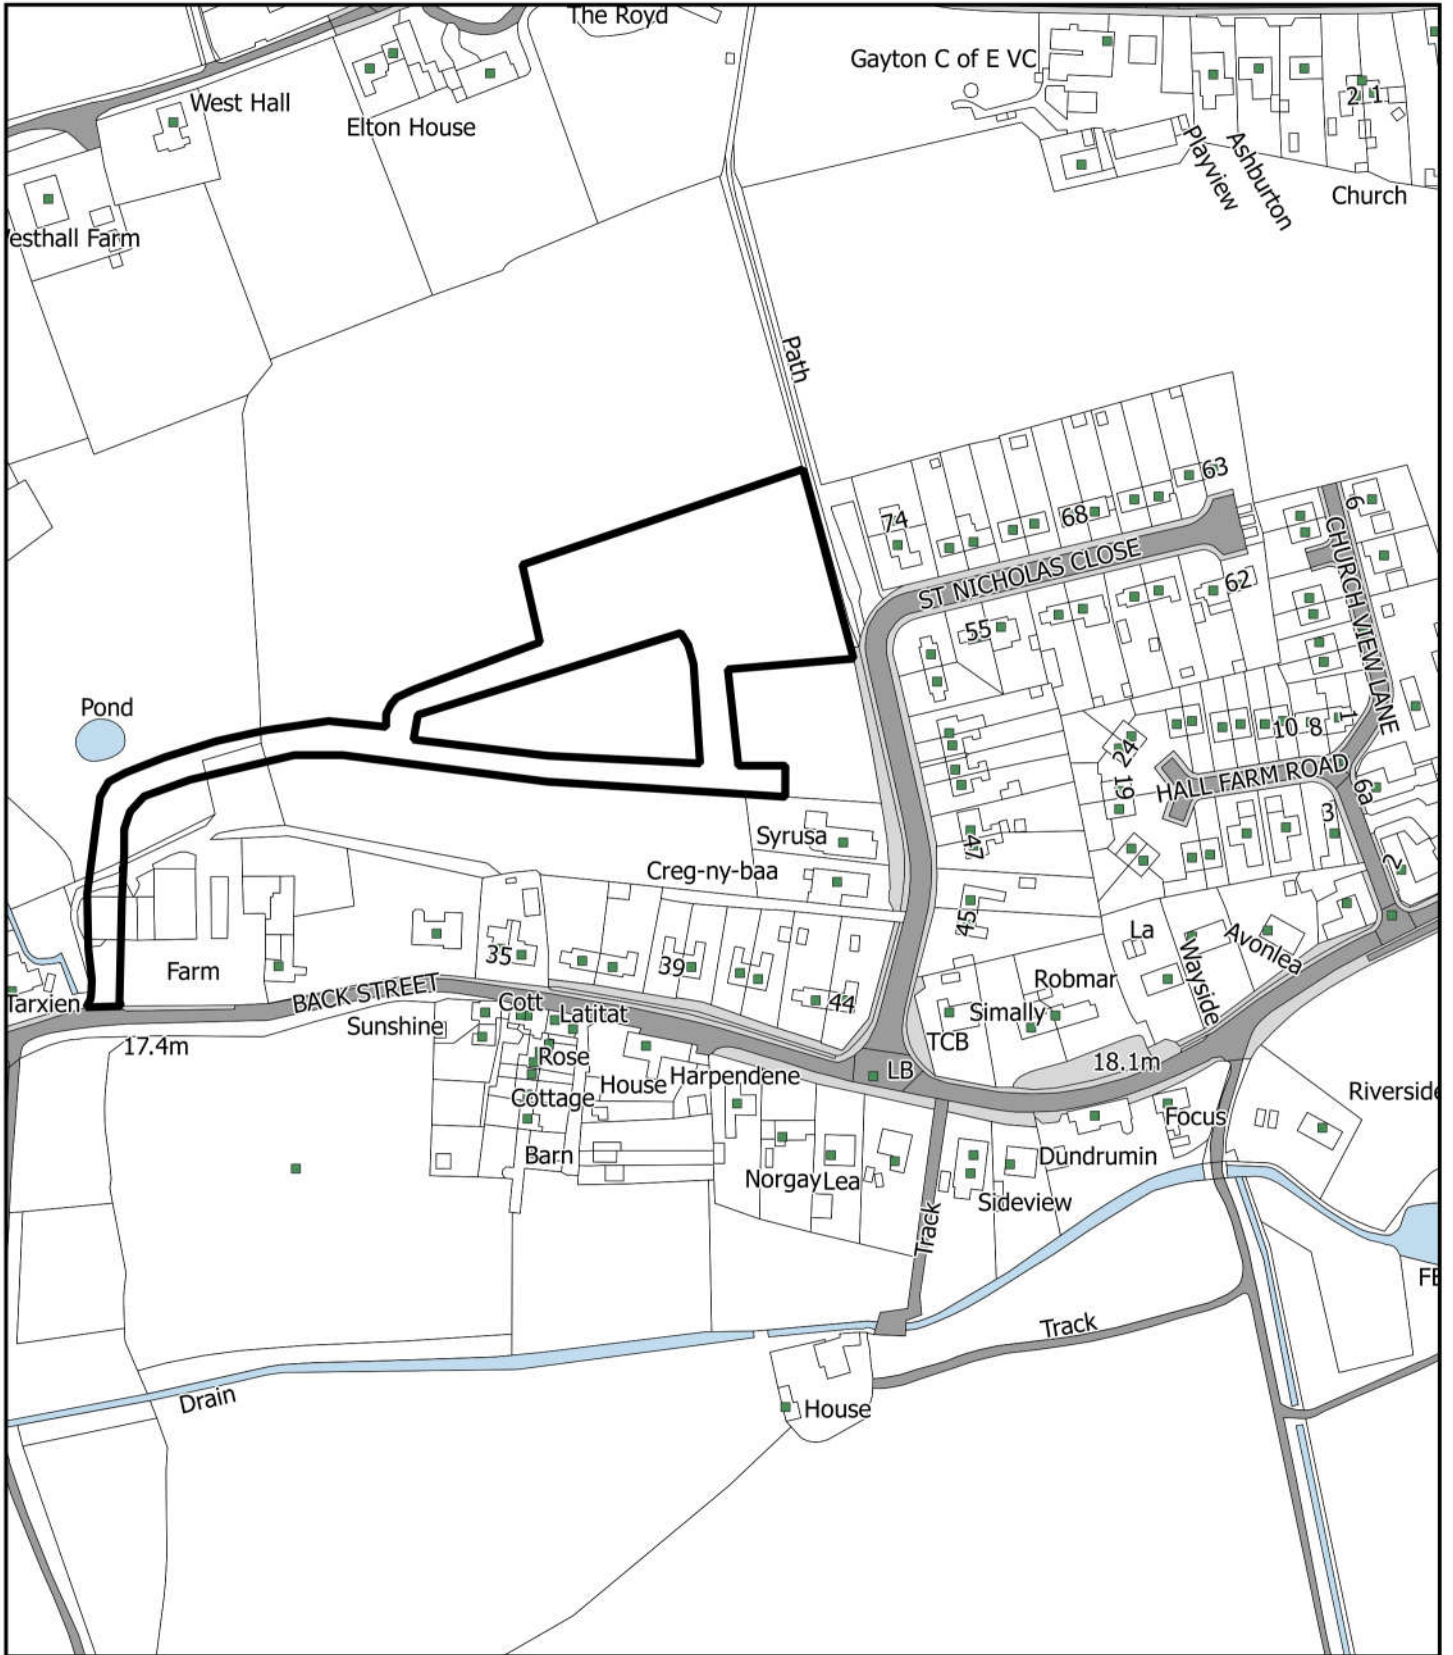 The Royd
Gayton C of E VC
West Hall
Elton House
2 1
Playview
Ashburton
Church
esthall Farm
Path
63
74
68
6
ST NICHOLAS CLOSE
CHURCH VIEW LANE
62
55
Pond
1
10 8
24
19
HALL FARM ROAD
6a
3
Syrusa
47
2
Creg-ny-baa
45
La
Wayside
Avonlea
35
39
Farm
Robmar
BACK STREET
Tarxien
Cott
Latitat
44
Simally
Sunshine
17.4m
TCB
Rose
18.1m
House
Harpendene
LB
Cottage
Riverside
Focus
Barn
Dundrumin
Norgay
Lea
Sideview
Track
FB
Track
Drain
House